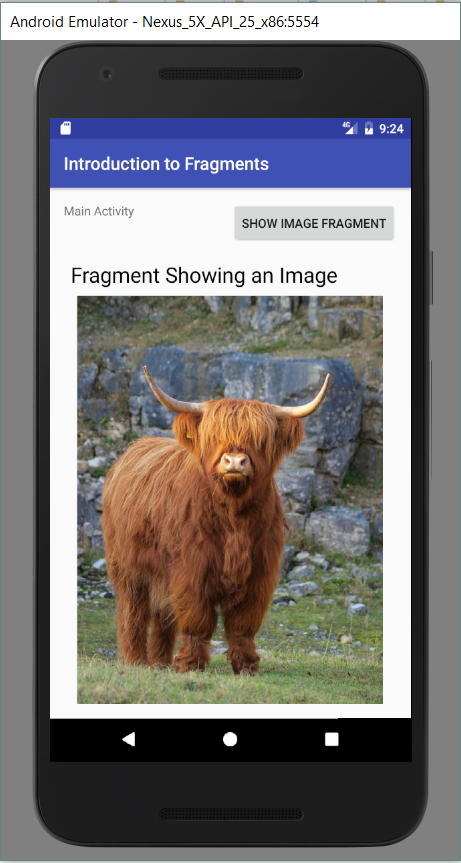 Android Emulator - Nexus_5X_API_25_x86:5554
4G 9:24
Introduction to Fragments
Main Activity
SHOW IMAGE FRAGMENT
Fragment Showing an Image